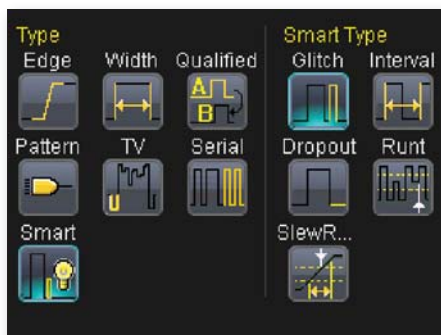 Type
Edge Width Qualified
A
B
Pattern TV Serial
Smart
Smart Type
Glitch Interval
Dropout Runt
SlewR...